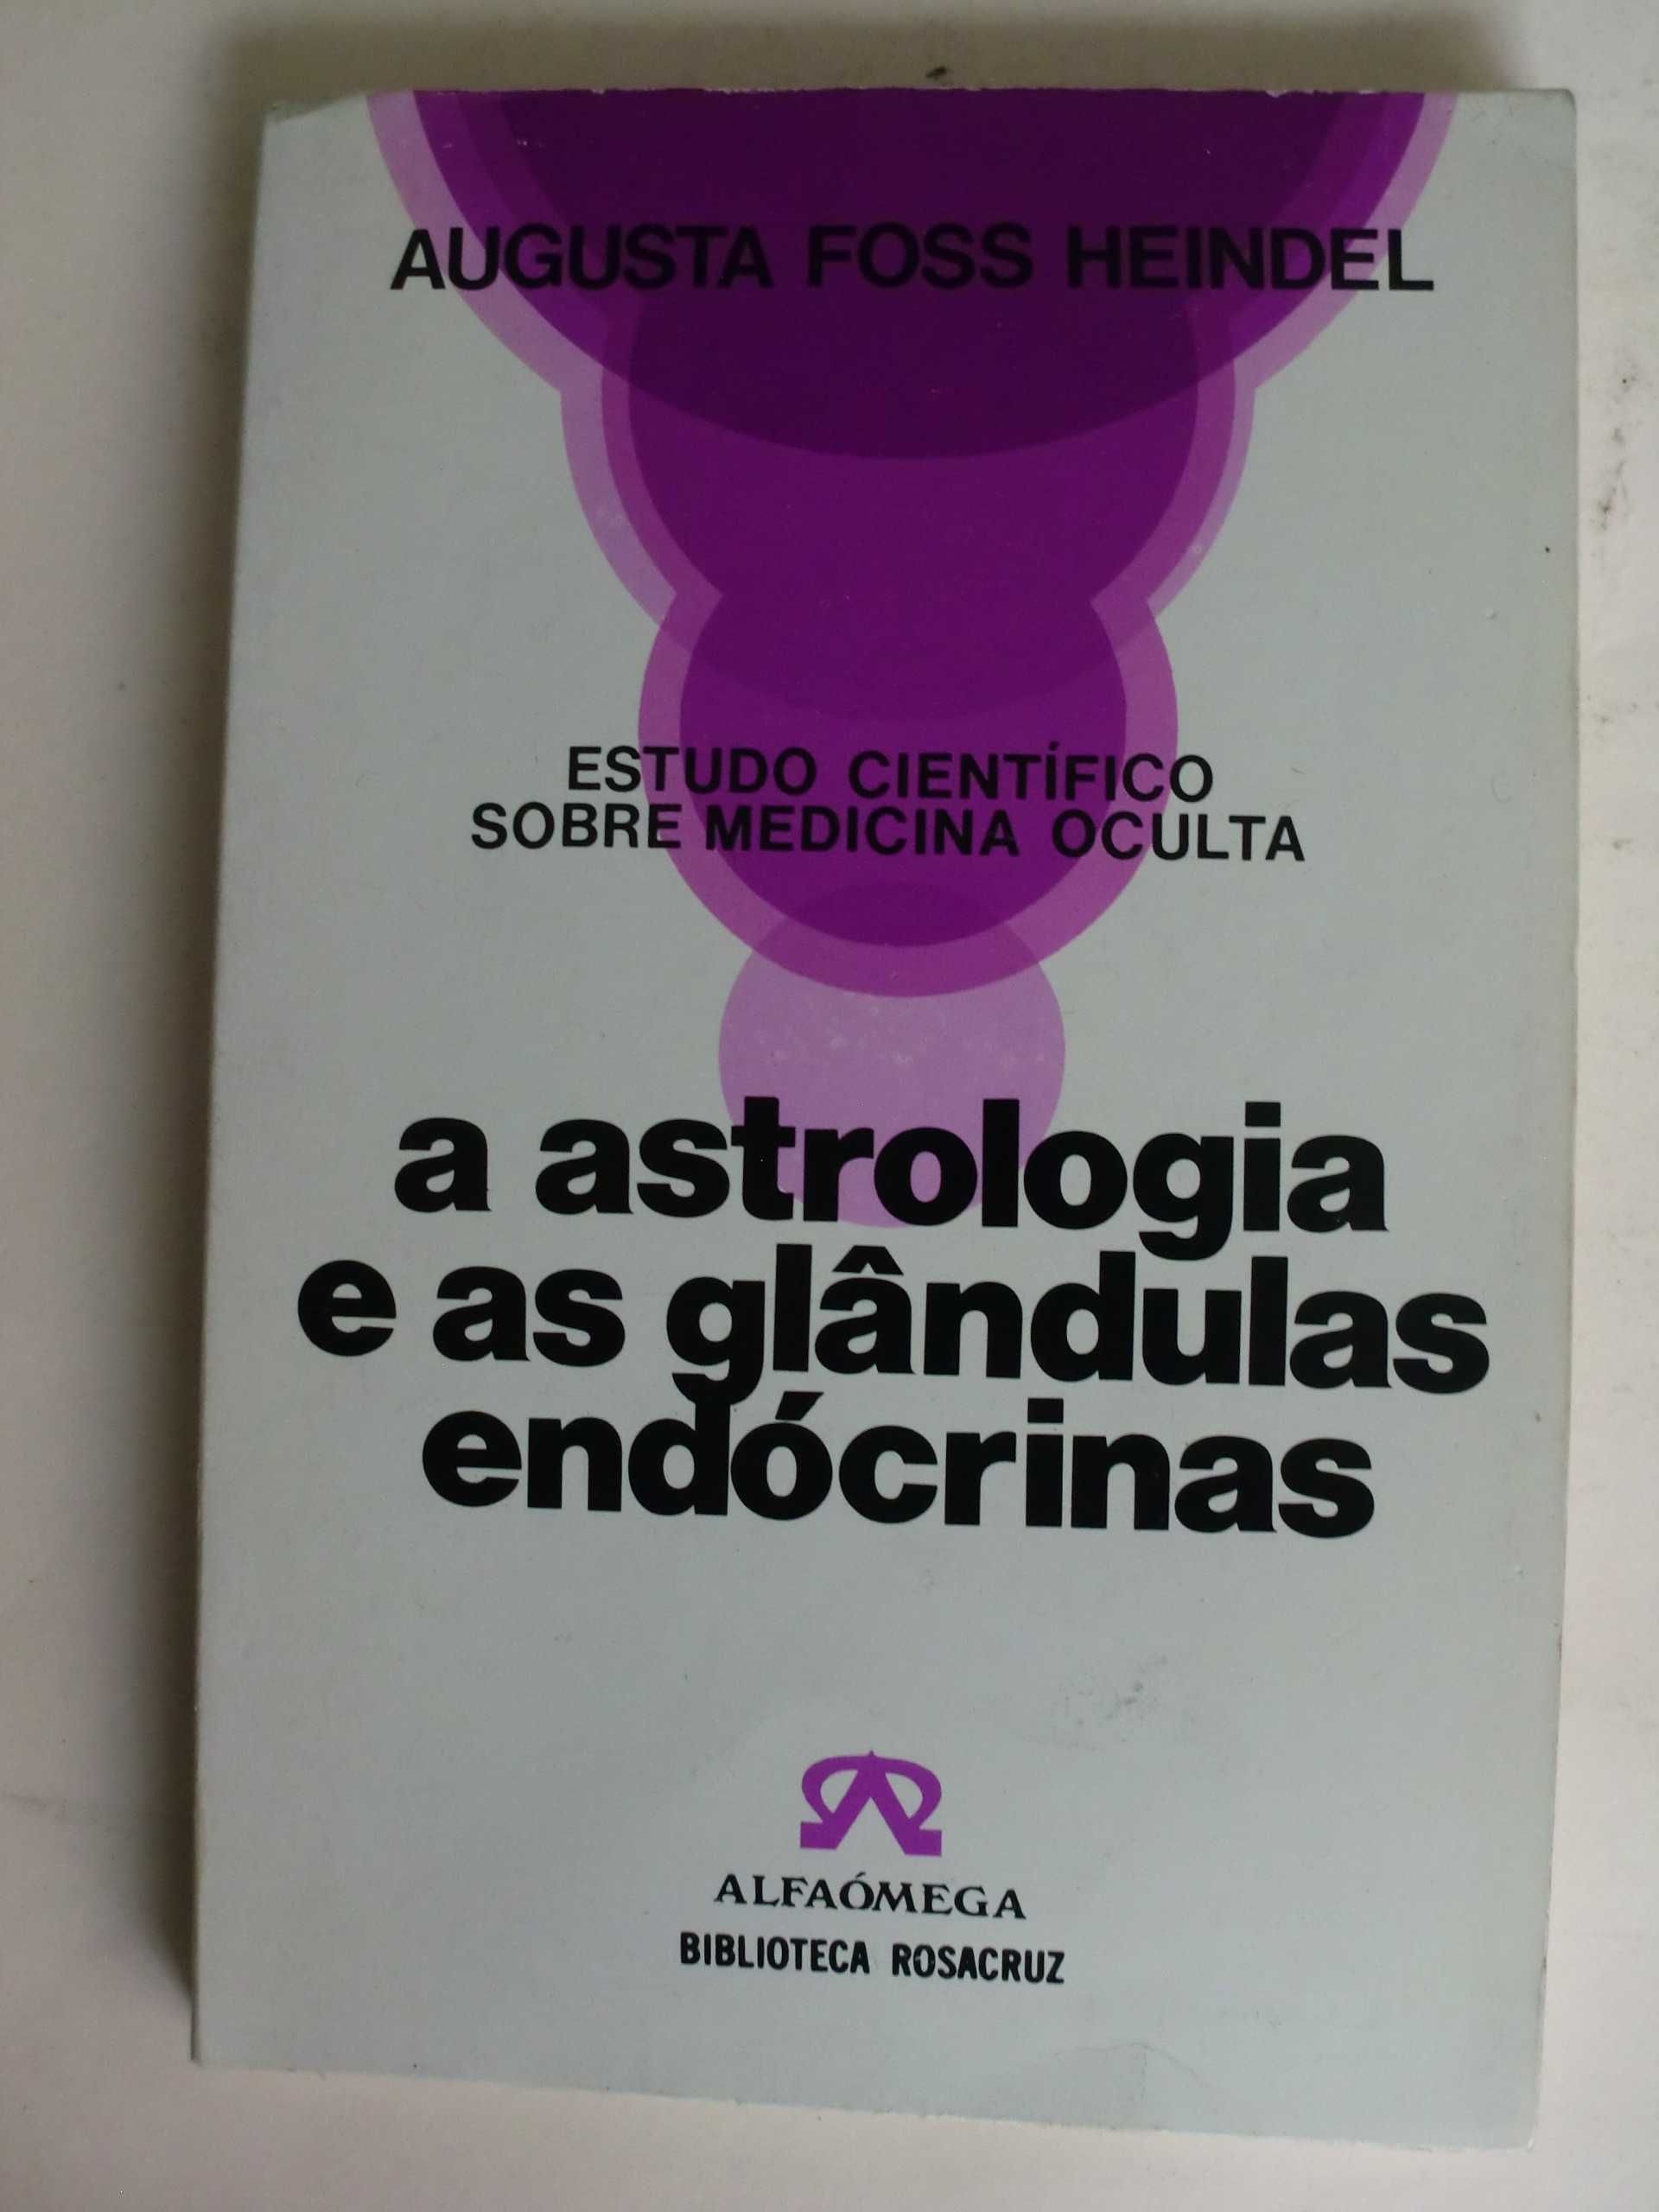 AUGUSTA FOSS HEINDEL
ESTUDO CIENTÍFICO
SOBRE MEDICINA OCULTA
a astrologia
e as glândulas
endócrinas
ALFAÓMEGA
BIBLIOTECA ROSACRUZ